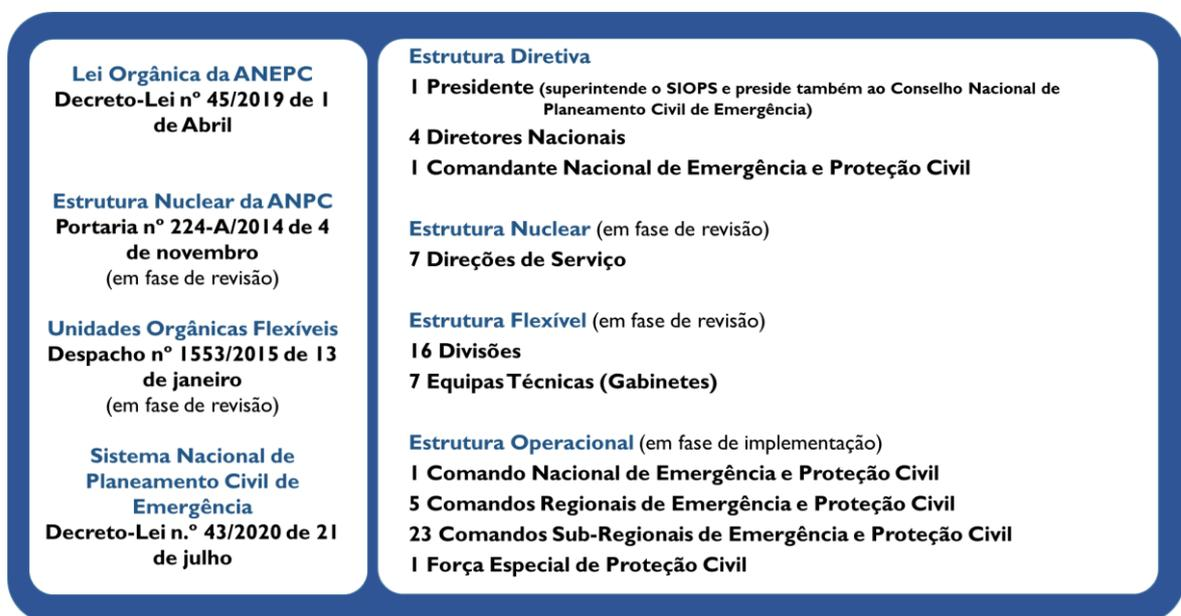 Lei Orgânica da ANEPC
Decreto-Lei nº 45/2019 de 1
de Abril
Estrutura Nuclear da ANPC
Portaria nº 224-A/2014 de 4
de novembro
(em fase de revisão)
Unidades Orgânicas Flexíveis
Despacho nº 1553/2015 de 13
de janeiro
(em fase de revisão)
Sistema Nacional de
Planeamento Civil de
Emergência
Decreto-Lei n.º 43/2020 de 21
de julho
Estrutura Diretiva
1 Presidente (superintende o SIOPS e preside também ao Conselho Nacional de
Planeamento Civil de Emergência)
4 Diretores Nacionais
1 Comandante Nacional de Emergência e Proteção Civil
Estrutura Nuclear (em fase de revisão)
7 Direções de Serviço
Estrutura Flexível (em fase de revisão)
16 Divisões
7 Equipas Técnicas (Gabinetes)
Estrutura Operacional (em fase de implementação)
1 Comando Nacional de Emergência e Proteção Civil
5 Comandos Regionais de Emergência e Proteção Civil
23 Comandos Sub-Regionais de Emergência e Proteção Civil
1 Força Especial de Proteção Civil